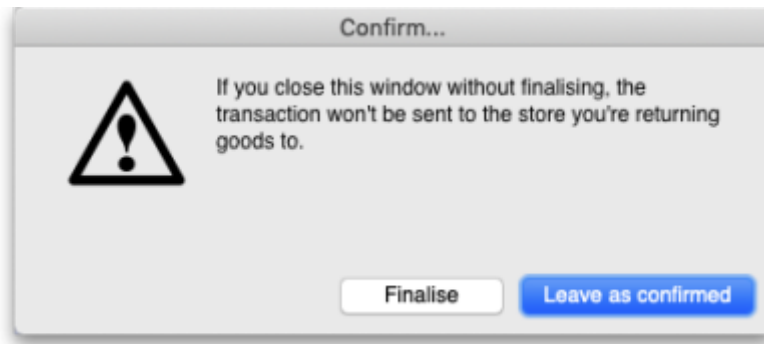 Confirm...
If you close this window without finalising, the
transaction won't be sent to the store you're returning
goods to.
Finalise
Leave as confirmed